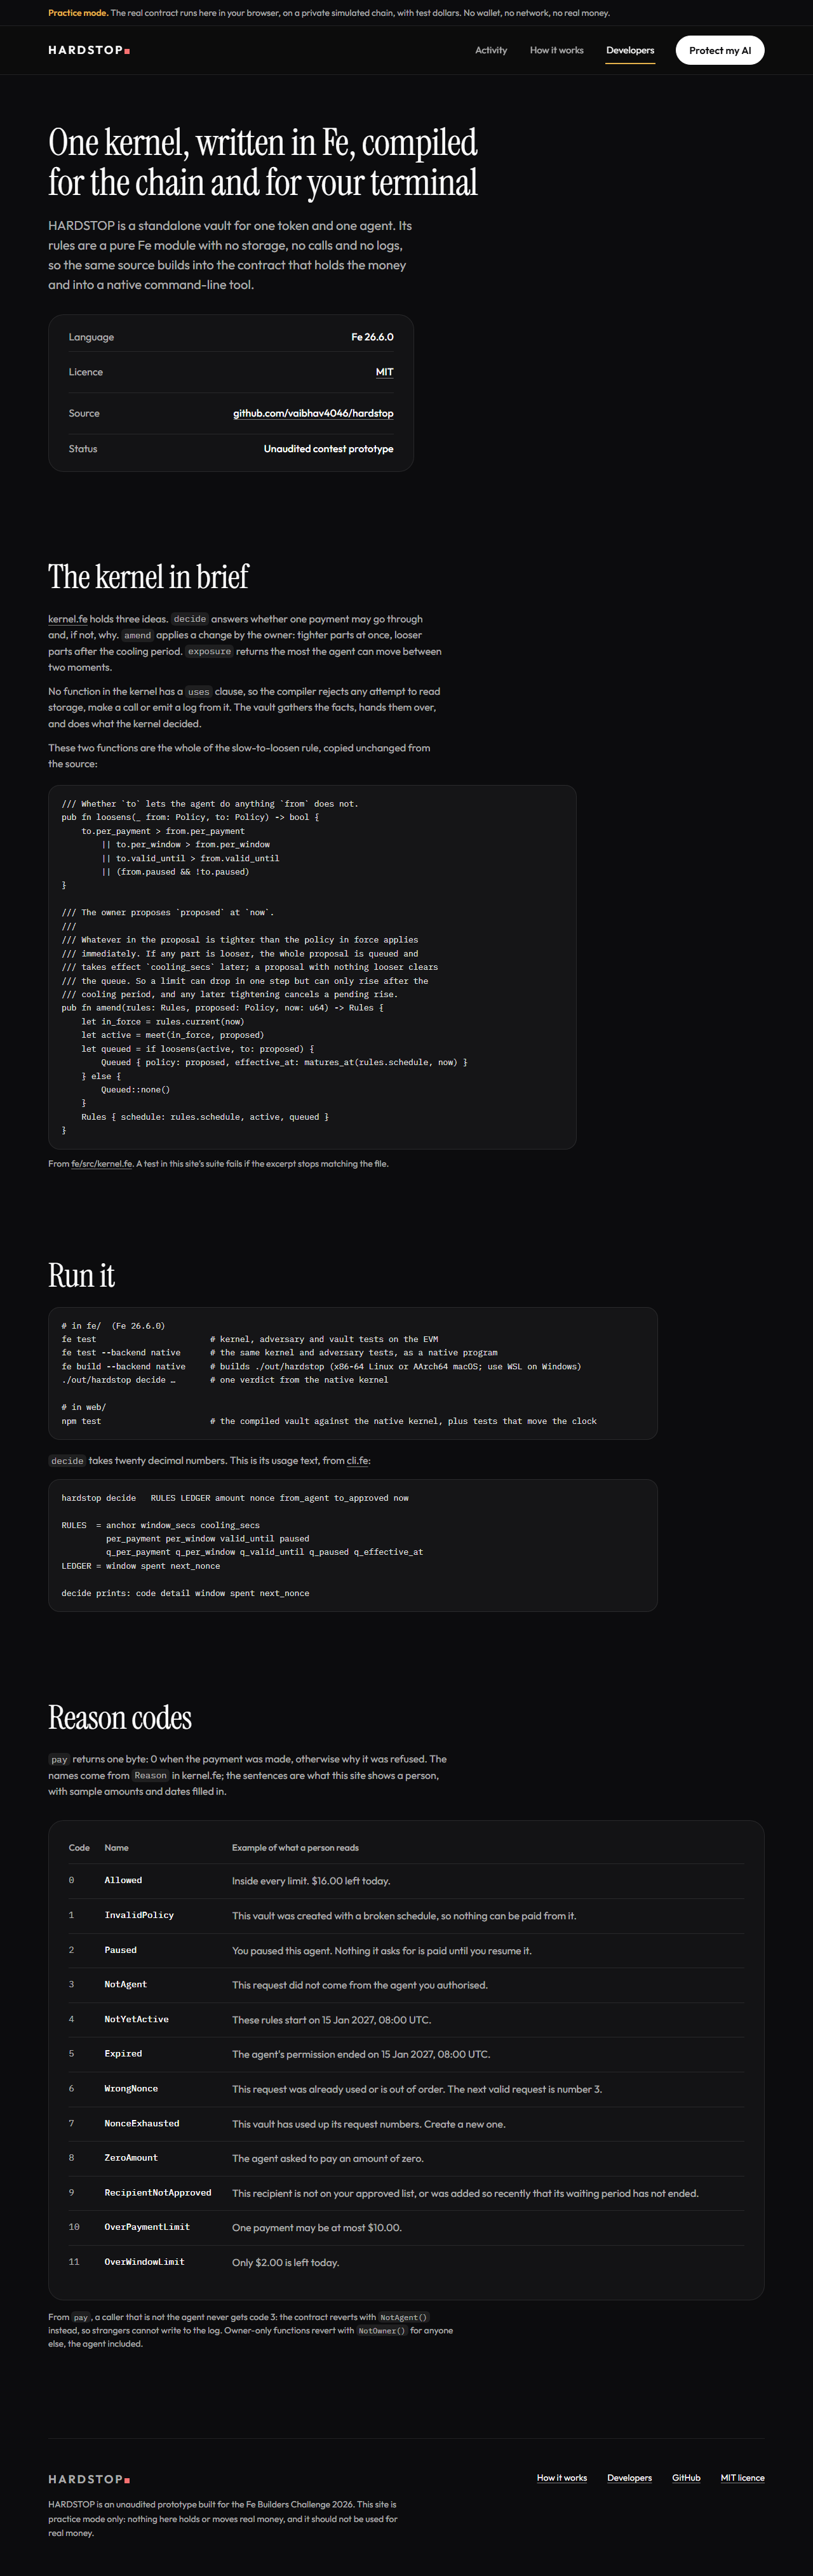 Practice mode. The real contract runs here in your browser, on a private simulated chain, with test dollars. No wallet, no network, no real money.
HARDSTOP
Activity
How it works
Developers
Protect my AI
One kernel, written in Fe, compiled
for the chain and for your terminal
HARDSTOP is a standalone vault for one token and one agent. Its
rules are a pure Fe module with no storage, no calls and no logs,
so the same source builds into the contract that holds the money
and into a native command-line tool.
Language Fe 26.6.0
Licence MIT
Source github.com/vaibhav4046/hardstop
Status Unaudited contest prototype
The kernel in brief
kernel.fe holds three ideas. decide answers whether one payment may go through
and, if not, why. amend applies a change by the owner: tighter parts at once, looser
parts after the cooling period. exposure returns the most the agent can move between
two moments.
No function in the kernel has a uses clause, so the compiler rejects any attempt to read
storage, make a call or emit a log from it. The vault gathers the facts, hands them over,
and does what the kernel decided.
These two functions are the whole of the slow-to-loosen rule, copied unchanged from
the source:
/// Whether `to` lets the agent do anything `from` does not.
pub fn loosens(_ from: Policy, to: Policy) -> bool {
    to.per_payment > from.per_payment
        || to.per_window > from.per_window
        || to.valid_until > from.valid_until
        || (from.paused && !to.paused)
}
/// The owner proposes `proposed` at `now`.
///
/// Whatever in the proposal is tighter than the policy in force applies
/// immediately. If any part is looser, the whole proposal is queued and
/// takes effect `cooling_secs` later; a proposal with nothing looser clears
/// the queue. So a limit can drop in one step but can only rise after the
/// cooling period, and any later tightening cancels a pending rise.
pub fn amend(rules: Rules, proposed: Policy, now: u64) -> Rules {
    let in_force = rules.current(now)
    let active = meet(in_force, proposed)
    let queued = if loosens(active, to: proposed) {
        Queued { policy: proposed, effective_at: matures_at(rules.schedule, now) }
    } else {
        Queued::none()
    }
    Rules { schedule: rules.schedule, active, queued }
}
From fe/src/kernel.fe. A test in this site's suite fails if the excerpt stops matching the file.
Run it
# in fe/  (Fe 26.6.0)
fe test                       # kernel, adversary and vault tests on the EVM
fe test --backend native      # the same kernel and adversary tests, as a native program
fe build --backend native     # builds ./out/hardstop (x86-64 Linux or AArch64 macOS; use WSL on Windows)
./out/hardstop decide …       # one verdict from the native kernel
# in web/
npm test                      # the compiled vault against the native kernel, plus tests that move the clock
decide takes twenty decimal numbers. This is its usage text, from cli.fe:
hardstop decide   RULES LEDGER amount nonce from_agent to_approved now
RULES  = anchor window_secs cooling_secs
         per_payment per_window valid_until paused
         q_per_payment q_per_window q_valid_until q_paused q_effective_at
LEDGER = window spent next_nonce
decide prints: code detail window spent next_nonce
Reason codes
pay returns one byte: 0 when the payment was made, otherwise why it was refused. The
names come from Reason in kernel.fe; the sentences are what this site shows a person,
with sample amounts and dates filled in.
Code Name Example of what a person reads
0 Allowed Inside every limit. $16.00 left today.
1 InvalidPolicy This vault was created with a broken schedule, so nothing can be paid from it.
2 Paused You paused this agent. Nothing it asks for is paid until you resume it.
3 NotAgent This request did not come from the agent you authorised.
4 NotYetActive These rules start on 15 Jan 2027, 08:00 UTC.
5 Expired The agent's permission ended on 15 Jan 2027, 08:00 UTC.
6 WrongNonce This request was already used or is out of order. The next valid request is number 3.
7 NonceExhausted This vault has used up its request numbers. Create a new one.
8 ZeroAmount The agent asked to pay an amount of zero.
9 RecipientNotApproved This recipient is not on your approved list, or was added so recently that its waiting period has not ended.
10 OverPaymentLimit One payment may be at most $10.00.
11 OverWindowLimit Only $2.00 is left today.
From pay, a caller that is not the agent never gets code 3: the contract reverts with NotAgent()
instead, so strangers cannot write to the log. Owner-only functions revert with NotOwner() for anyone
else, the agent included.
HARDSTOP
How it works
Developers
GitHub
MIT licence
HARDSTOP is an unaudited prototype built for the Fe Builders Challenge 2026. This site is
practice mode only: nothing here holds or moves real money, and it should not be used for
real money.